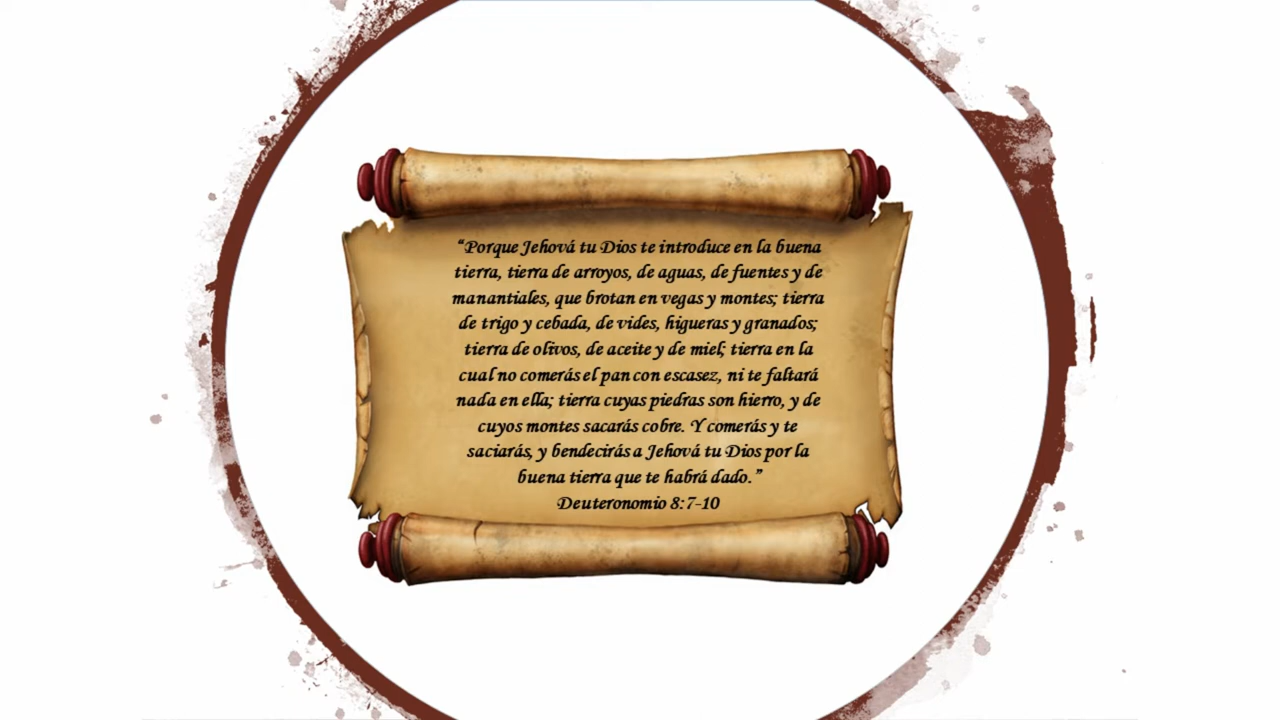 “Porque Jehová tu Dios te introduce en la buena
tierra, tierra de arroyos, de aguas, de fuentes y de
manantiales, que brotan en vegas y montes; tierra
de trigo y cebada, de vides, higueras y granados;
tierra de olivos, de aceite y de miel; tierra en la
cual no comerás el pan con escasez, ni te faltará
nada en ella; tierra cuyas piedras son hierro, y de
cuyos montes sacarás cobre. Y comerás y te
saciarás, y bendecirás a Jehová tu Dios por la
buena tierra que te habrá dado.”
Deuteronomio 8:7-10